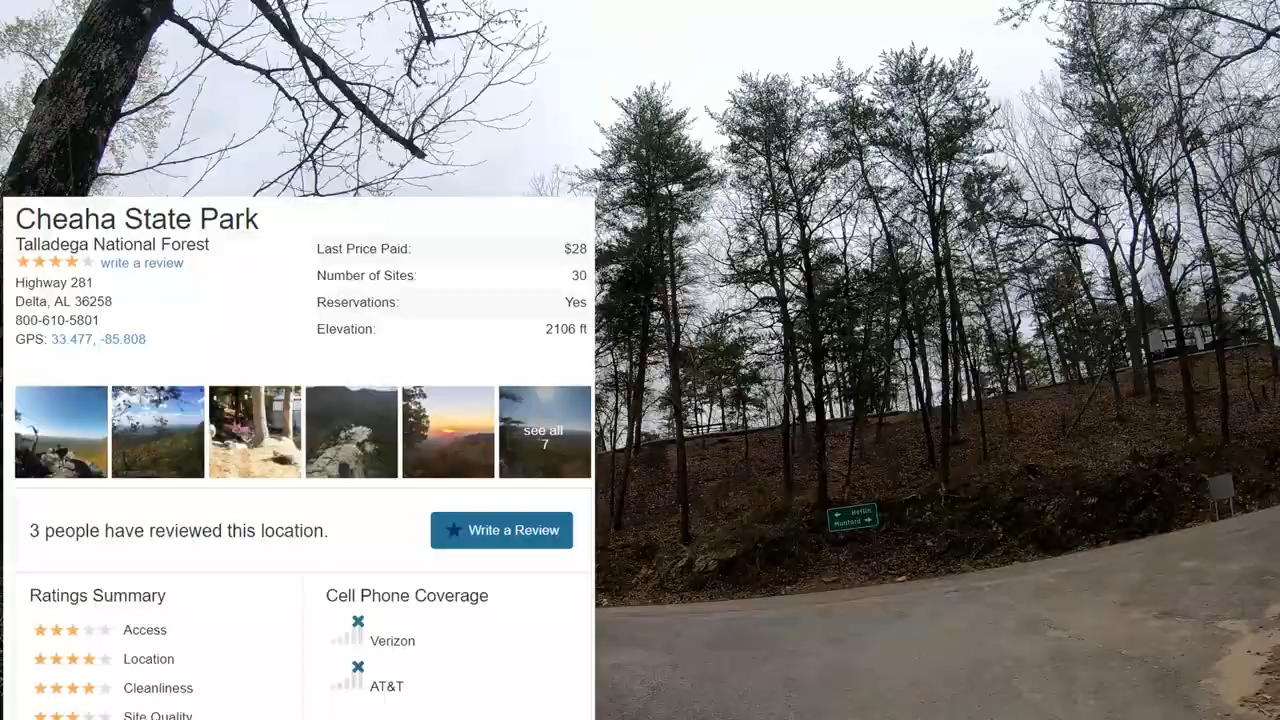 Cheaha State Park
Talladega National Forest
write a review
Highway 281
Delta, AL 36258
800-610-5801
GPS: 33.477, -85.808
Last Price Paid: $28
Number of Sites: 30
Reservations: Yes
Elevation: 2106 ft
see all
7
3 people have reviewed this location.
Write a Review
Ratings Summary
Access
Location
Cleanliness
Site Quality
Cell Phone Coverage
Verizon
AT&T
← Heflin
Munford →